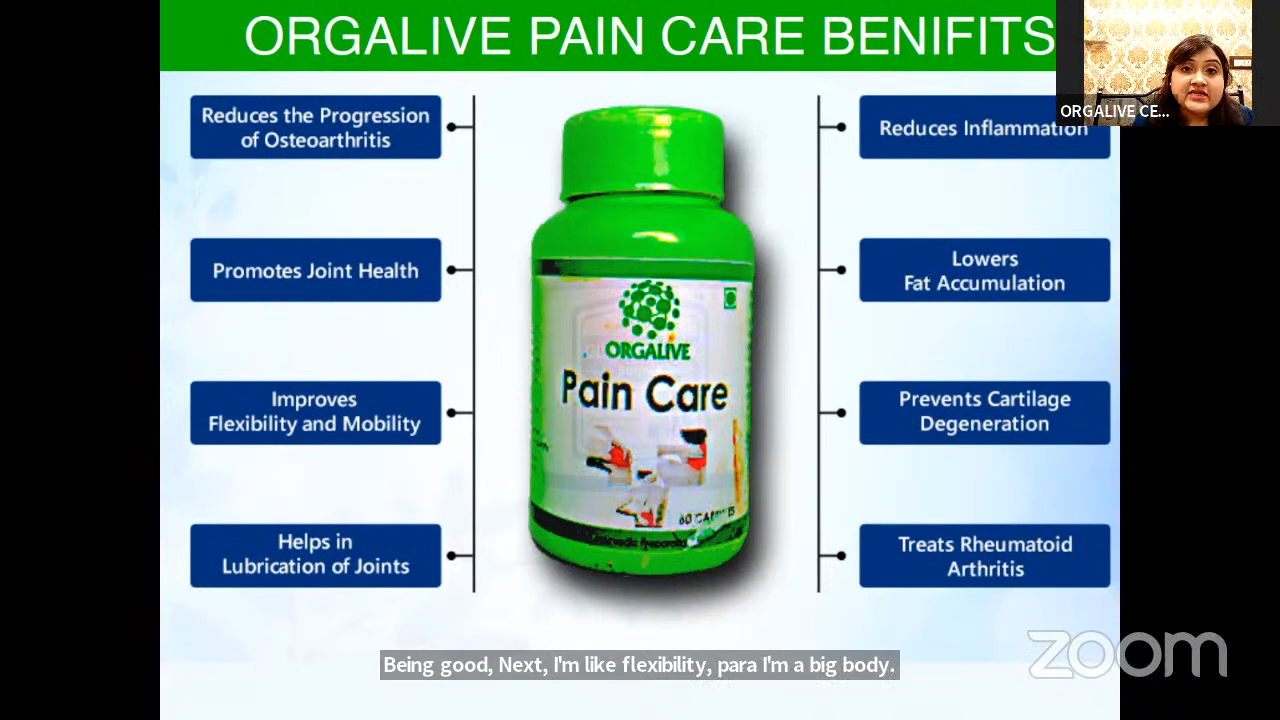 ORGALIVE PAIN CARE BENIFITS
ORGALIVE CE...
Reduces the Progression
of Osteoarthritis
Promotes Joint Health
Improves
Flexibility and Mobility
Helps in
Lubrication of Joints
ORGALIVE
Pain Care
60 CAPSULES
Reduces Inflammation
Lowers
Fat Accumulation
Prevents Cartilage
Degeneration
Treats Rheumatoid
Arthritis
Being good, Next, I'm like flexibility, para I'm a big body.
zoom